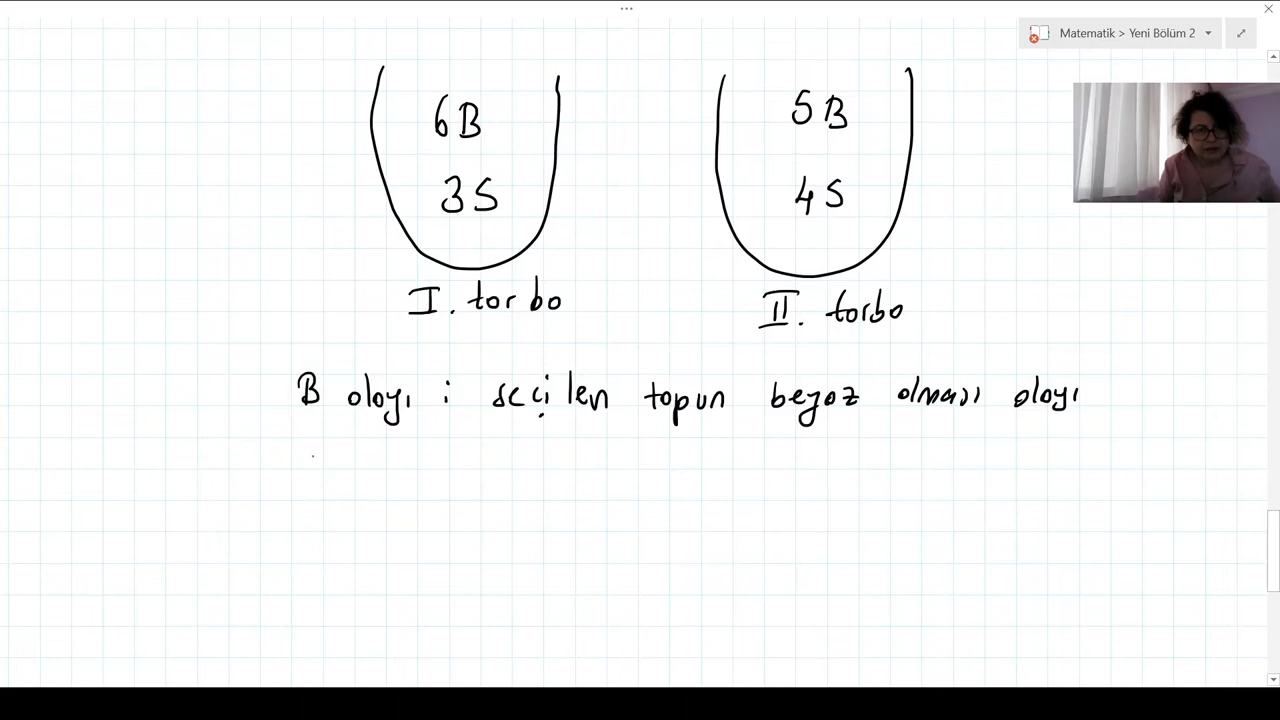 Matematik > Yeni Bölüm 2
6B
5B
3S
4S
I. torba
II. torba
B olayı : seçilen topun beyaz olması olayı